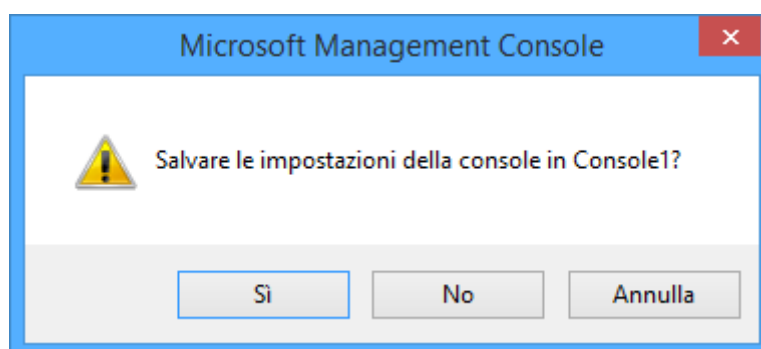 Microsoft Management Console
Salvare le impostazioni della console in Console1?
Sì
No
Annulla